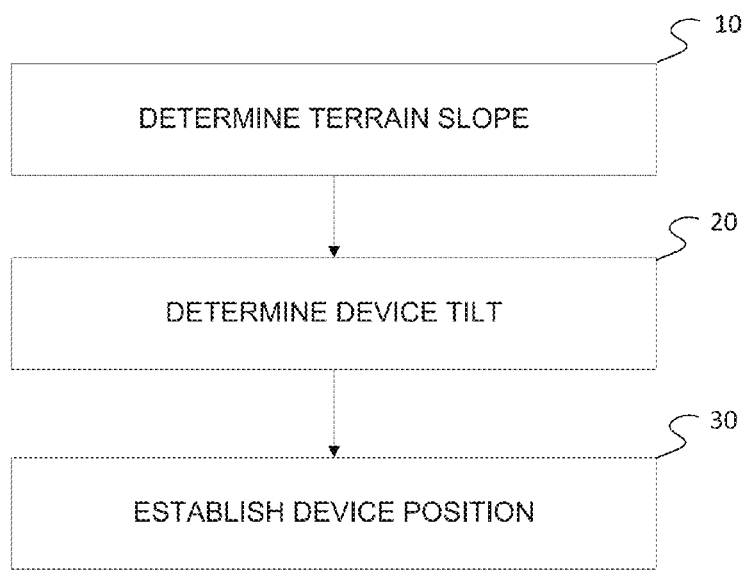 10
DETERMINE TERRAIN SLOPE
20
DETERMINE DEVICE TILT
30
ESTABLISH DEVICE POSITION